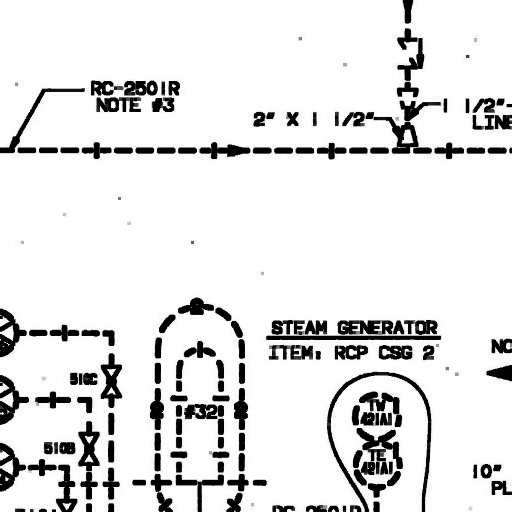 RC-2501R
NOTE #3
2" X 1 1/2"
1 1/2"-
LINE
STEAM GENERATOR
ITEM: RCP CSG 2
NO
510C
#32
TW
421A1
510B
TE
421A1
10"
PL
RC-2501R